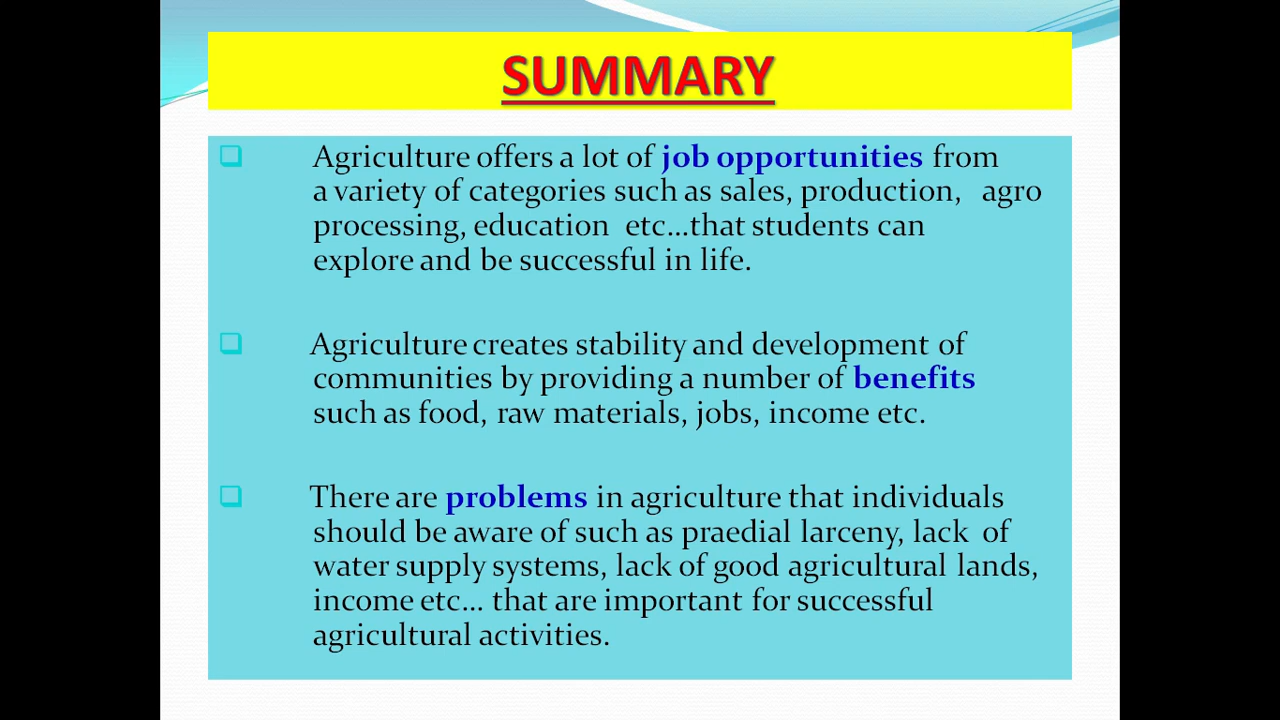 SUMMARY
Agriculture offers a lot of job opportunities from
a variety of categories such as sales, production, agro
processing, education etc...that students can
explore and be successful in life.
Agriculture creates stability and development of
communities by providing a number of benefits
such as food, raw materials, jobs, income etc.
There are problems in agriculture that individuals
should be aware of such as praedial larceny, lack of
water supply systems, lack of good agricultural lands,
income etc... that are important for successful
agricultural activities.